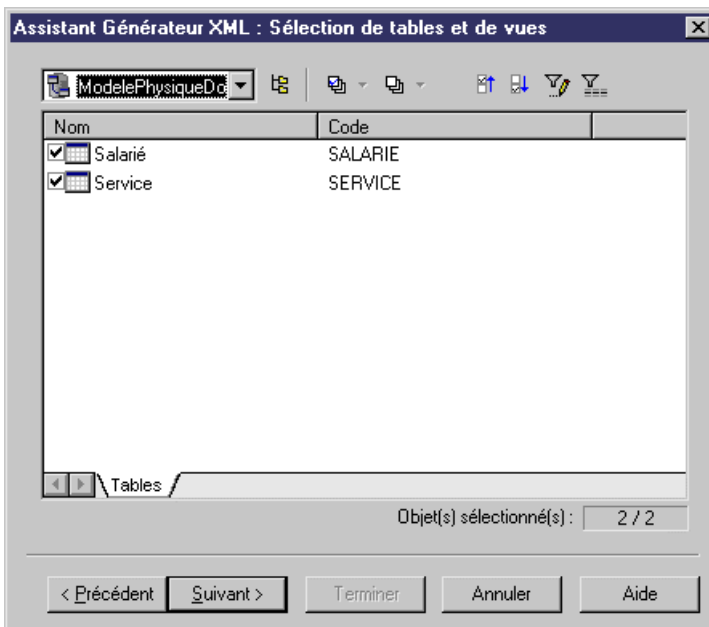 Assistant Générateur XML : Sélection de tables et de vues
ModelePhysiqueDo
Nom Code
Salarié SALARIE
Service SERVICE
Tables
Objet(s) sélectionné(s) : 2 / 2
< Précédent Suivant > Terminer Annuler Aide